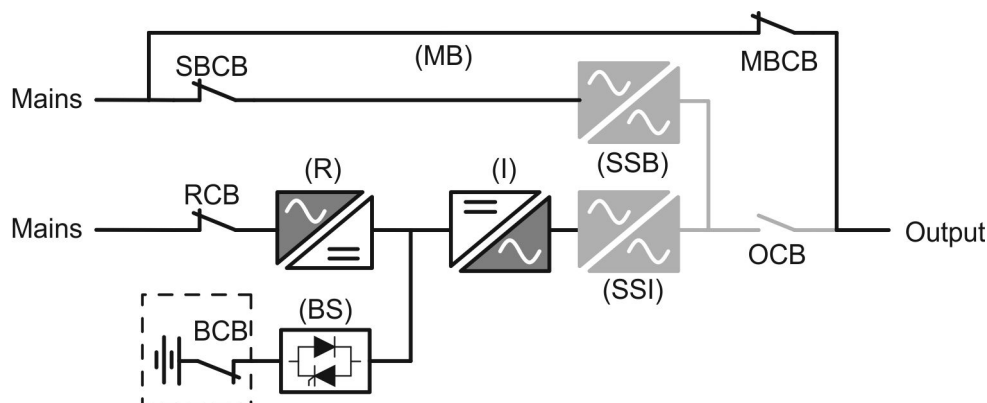 (MB)
MBCB
SBCB
Mains
(SSB)
(R)
(I)
RCB
Mains
Output
OCB
(SSI)
(BS)
BCB